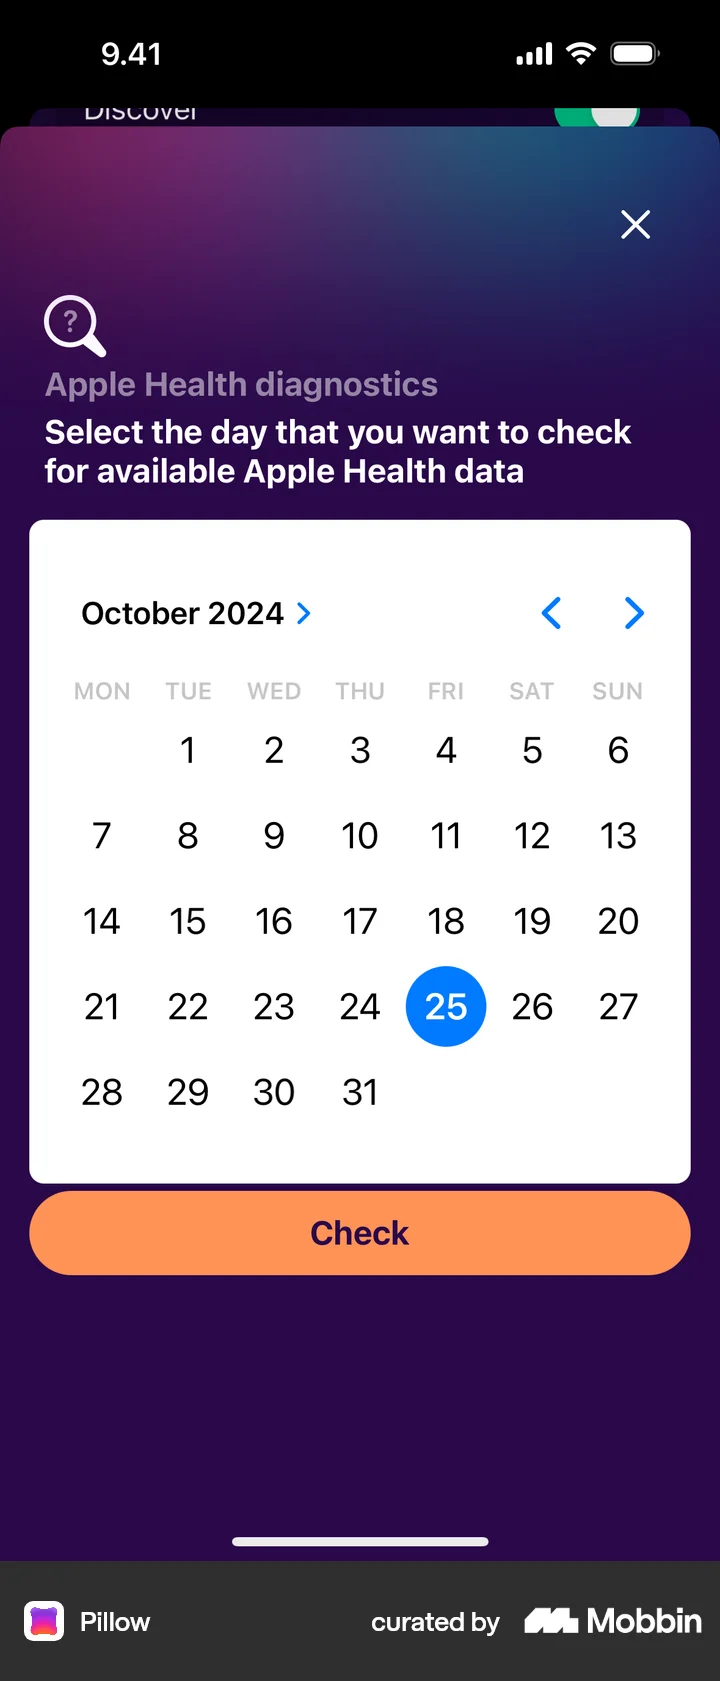 9.41
Discover
?
Apple Health diagnostics
Select the day that you want to check
for available Apple Health data
October 2024
MON TUE WED THU FRI SAT SUN
1 2 3 4 5 6
7 8 9 10 11 12 13
14 15 16 17 18 19 20
21 22 23 24 25 26 27
28 29 30 31
Check
Pillow curated by Mobbin